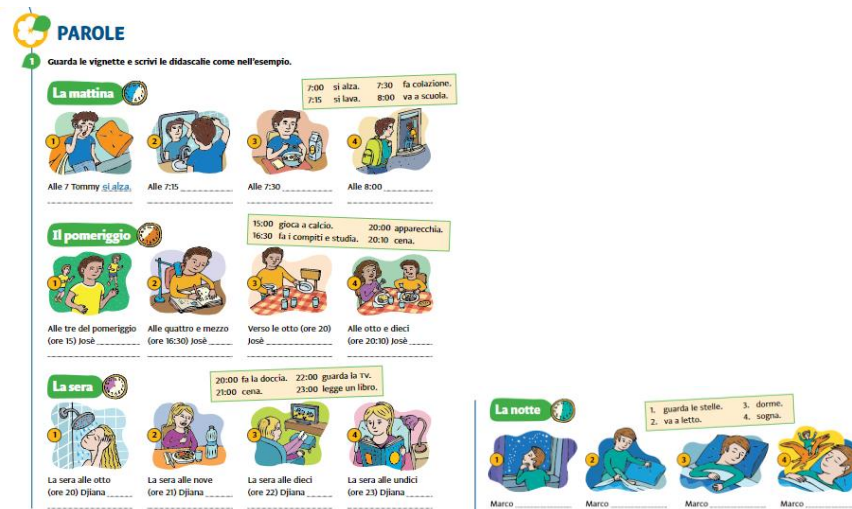 PAROLE
1 Guarda le vignette e scrivi le didascalie come nell'esempio.
La mattina
7:00 si alza. 7:30 fa colazione.
7:15 si lava. 8:00 va a scuola.
1 2 3 4
Alle 7 Tommy si alza. Alle 7:15 Alle 7:30 Alle 8:00
Il pomeriggio
15:00 gioca a calcio. 20:00 apparecchia.
16:30 fa i compiti e studia. 20:10 cena.
1 2 3 4
Alle tre del pomeriggio Alle quattro e mezzo Verso le otto (ore 20) Alle otto e dieci
(ore 15) Josè (ore 16:30) Josè Josè (ore 20:10) Josè
La sera
20:00 fa la doccia. 22:00 guarda la TV.
21:00 cena. 23:00 legge un libro.
1 2 3 4
La sera alle otto La sera alle nove La sera alle dieci La sera alle undici
(ore 20) Djiana (ore 21) Djiana (ore 22) Djiana (ore 23) Djiana
La notte
1. guarda le stelle. 3. dorme.
2. va a letto. 4. sogna.
1 2 3 4
Marco Marco Marco Marco